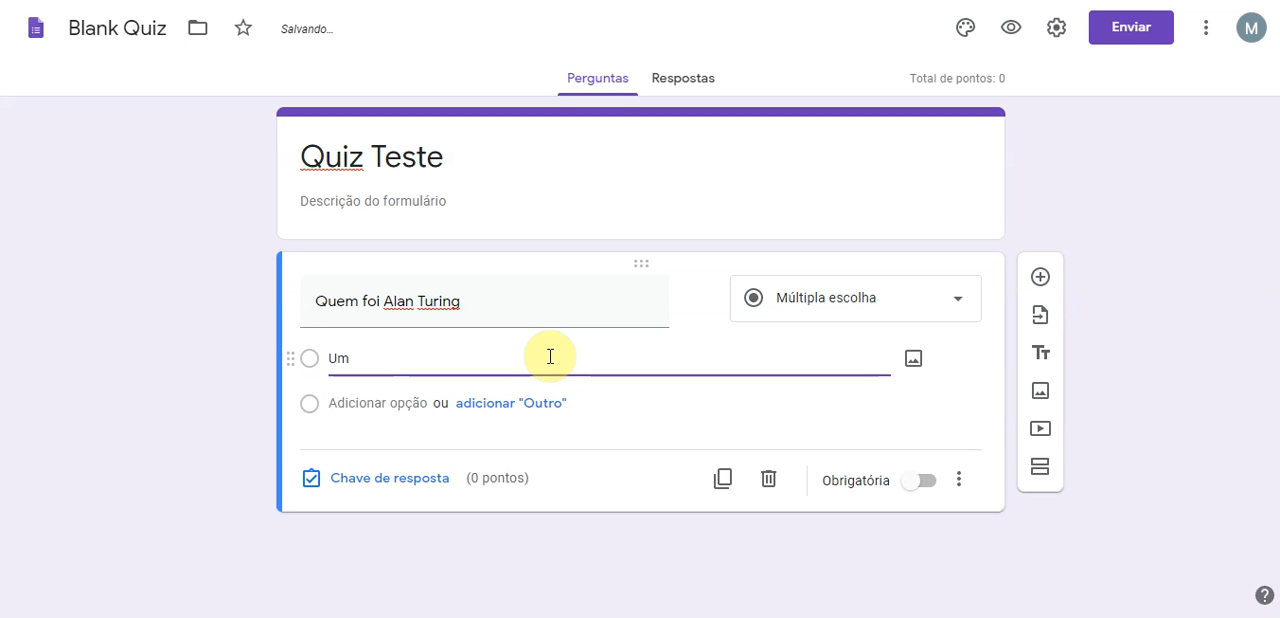 Blank Quiz
Salvando...
Enviar
M
Perguntas
Respostas
Total de pontos: 0
Quiz Teste
Descrição do formulário
Quem foi Alan Turing
Múltipla escolha
Um
Adicionar opção ou adicionar "Outro"
Chave de resposta (0 pontos)
Obrigatória
Tт
?